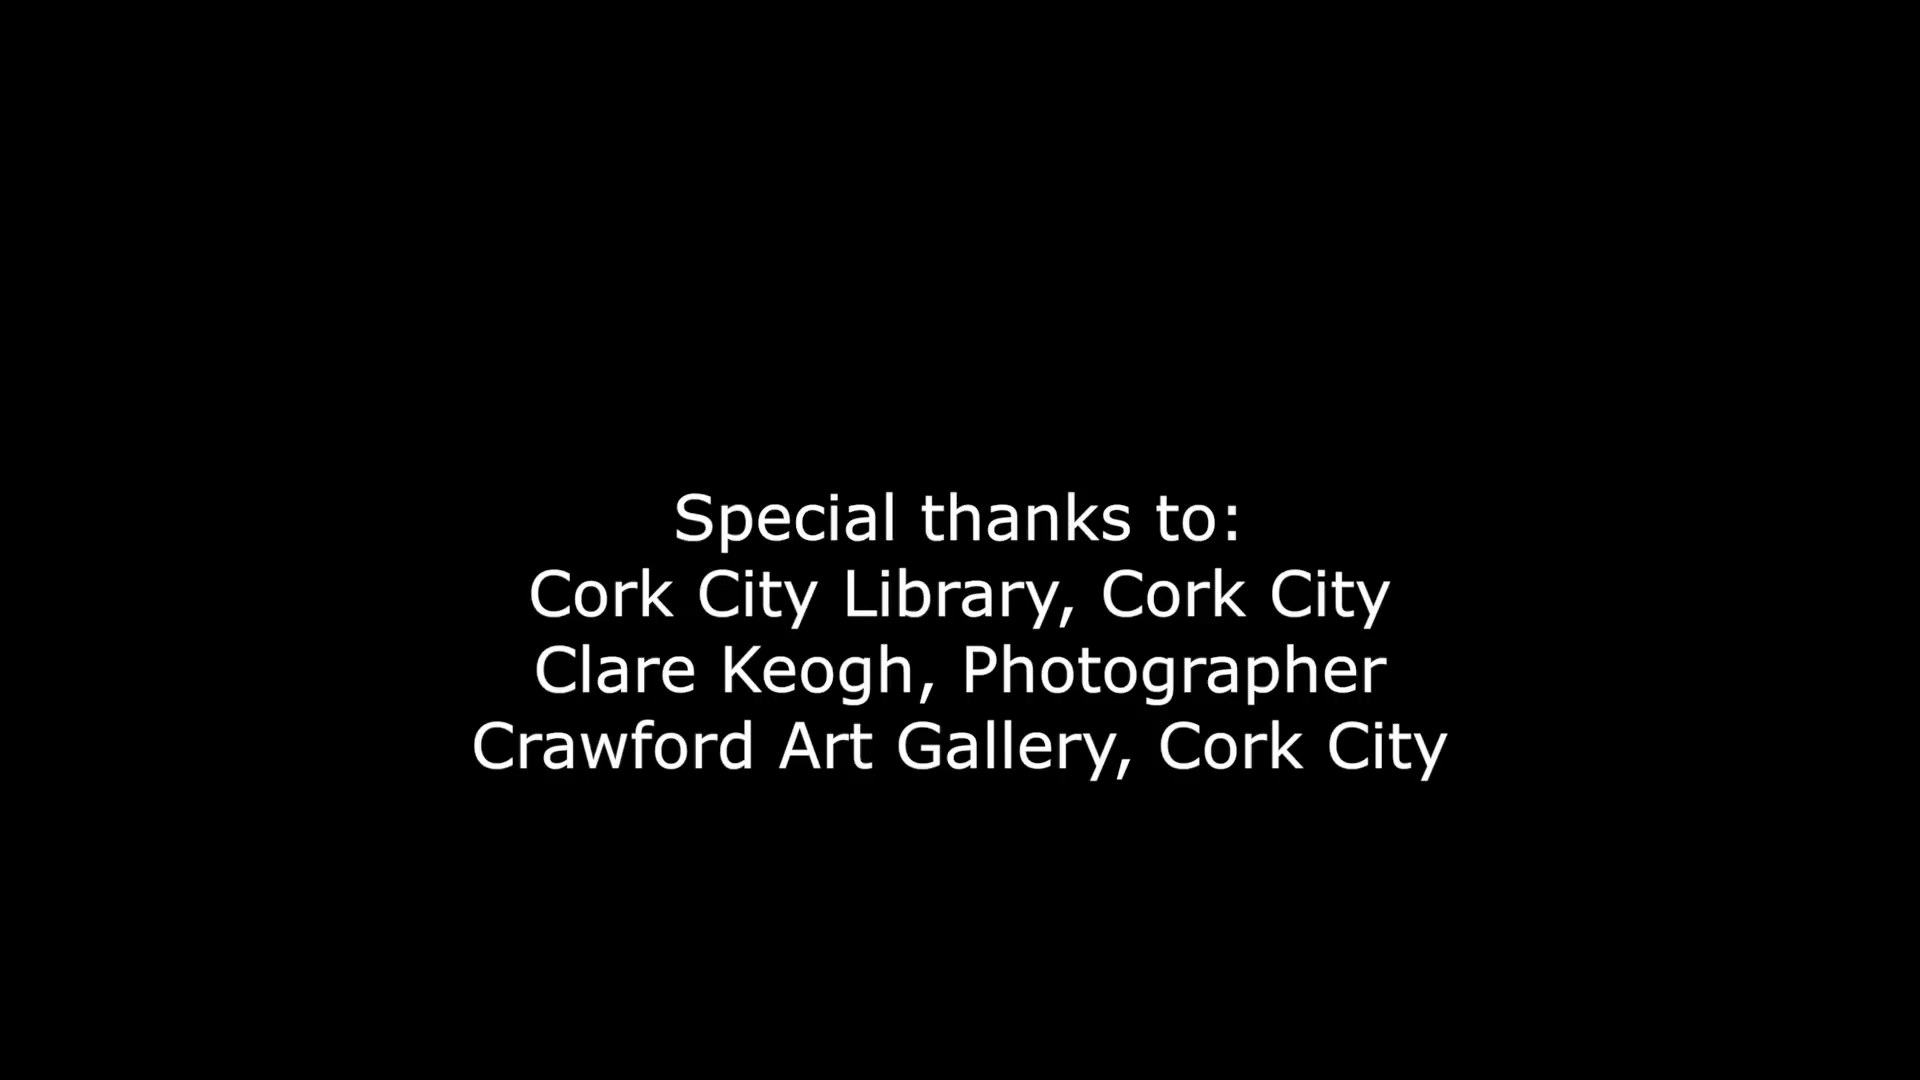 Special thanks to:
Cork City Library, Cork City
Clare Keogh, Photographer
Crawford Art Gallery, Cork City